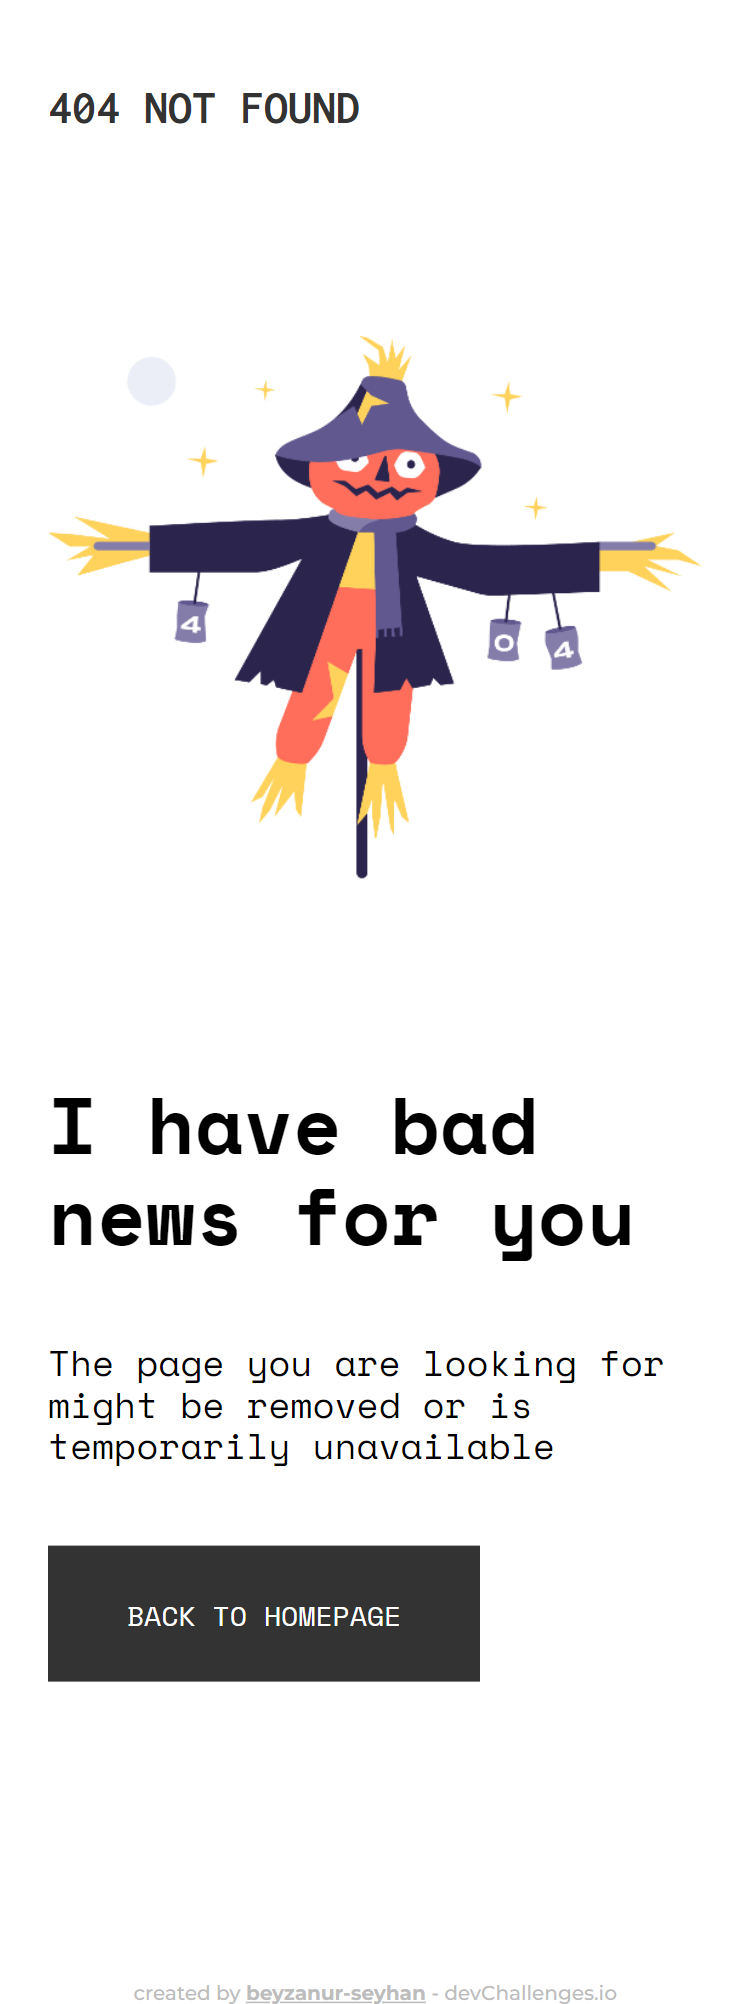 404 NOT FOUND
4
0
4
I have bad
news for you
The page you are looking for
might be removed or is
temporarily unavailable
BACK TO HOMEPAGE
created by beyzanur-seyhan - devChallenges.io